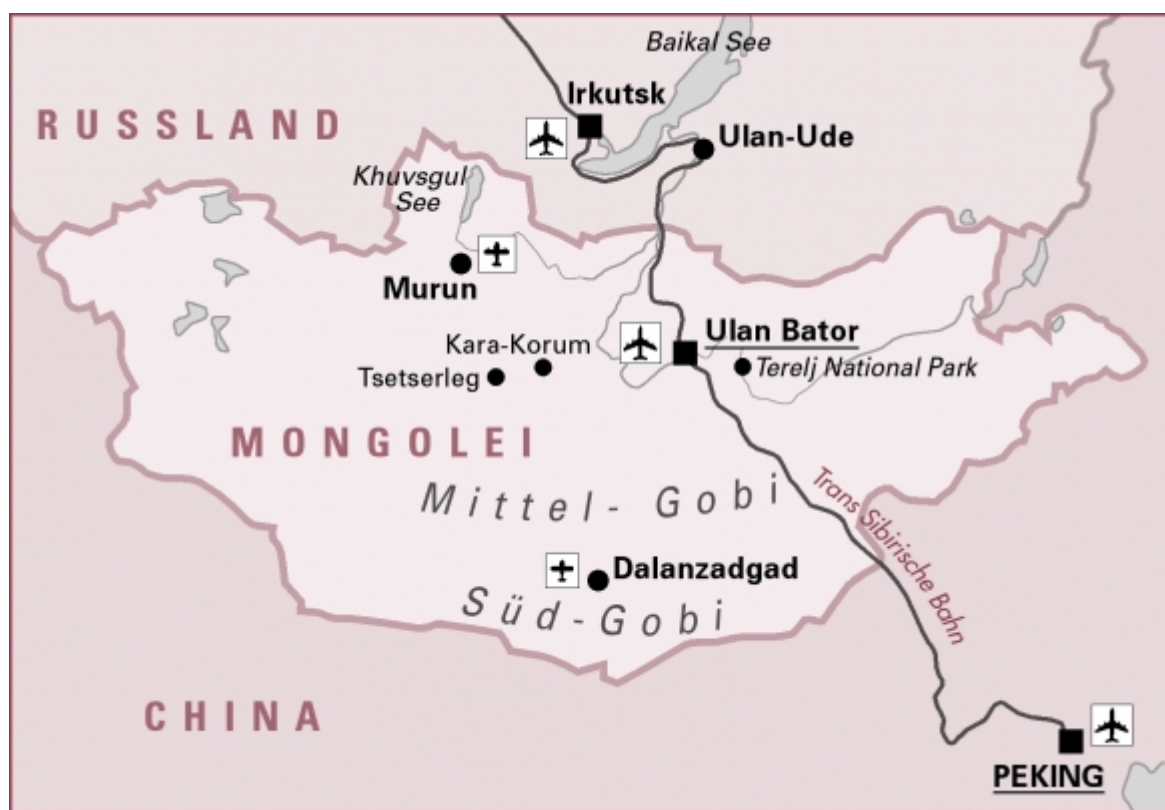 Baikal See
Irkutsk
RUSSLAND
Ulan-Ude
Khuvsgul
See
Murun
Ulan Bator
Kara-Korum
Terelj National Park
Tsetserleg
MONGOLEI
Mittel-Gobi
Trans Sibirische Bahn
Dalanzadgad
Süd-Gobi
CHINA
PEKING